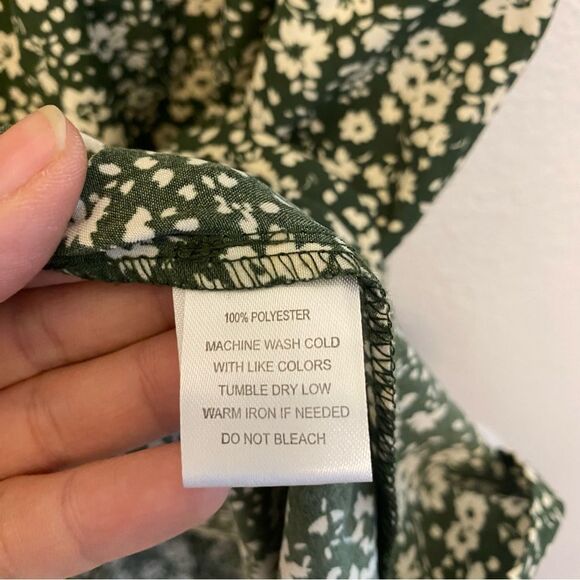 100% POLYESTER
MACHINE WASH COLD
WITH LIKE COLORS
TUMBLE DRY LOW
WARM IRON IF NEEDED
DO NOT BLEACH